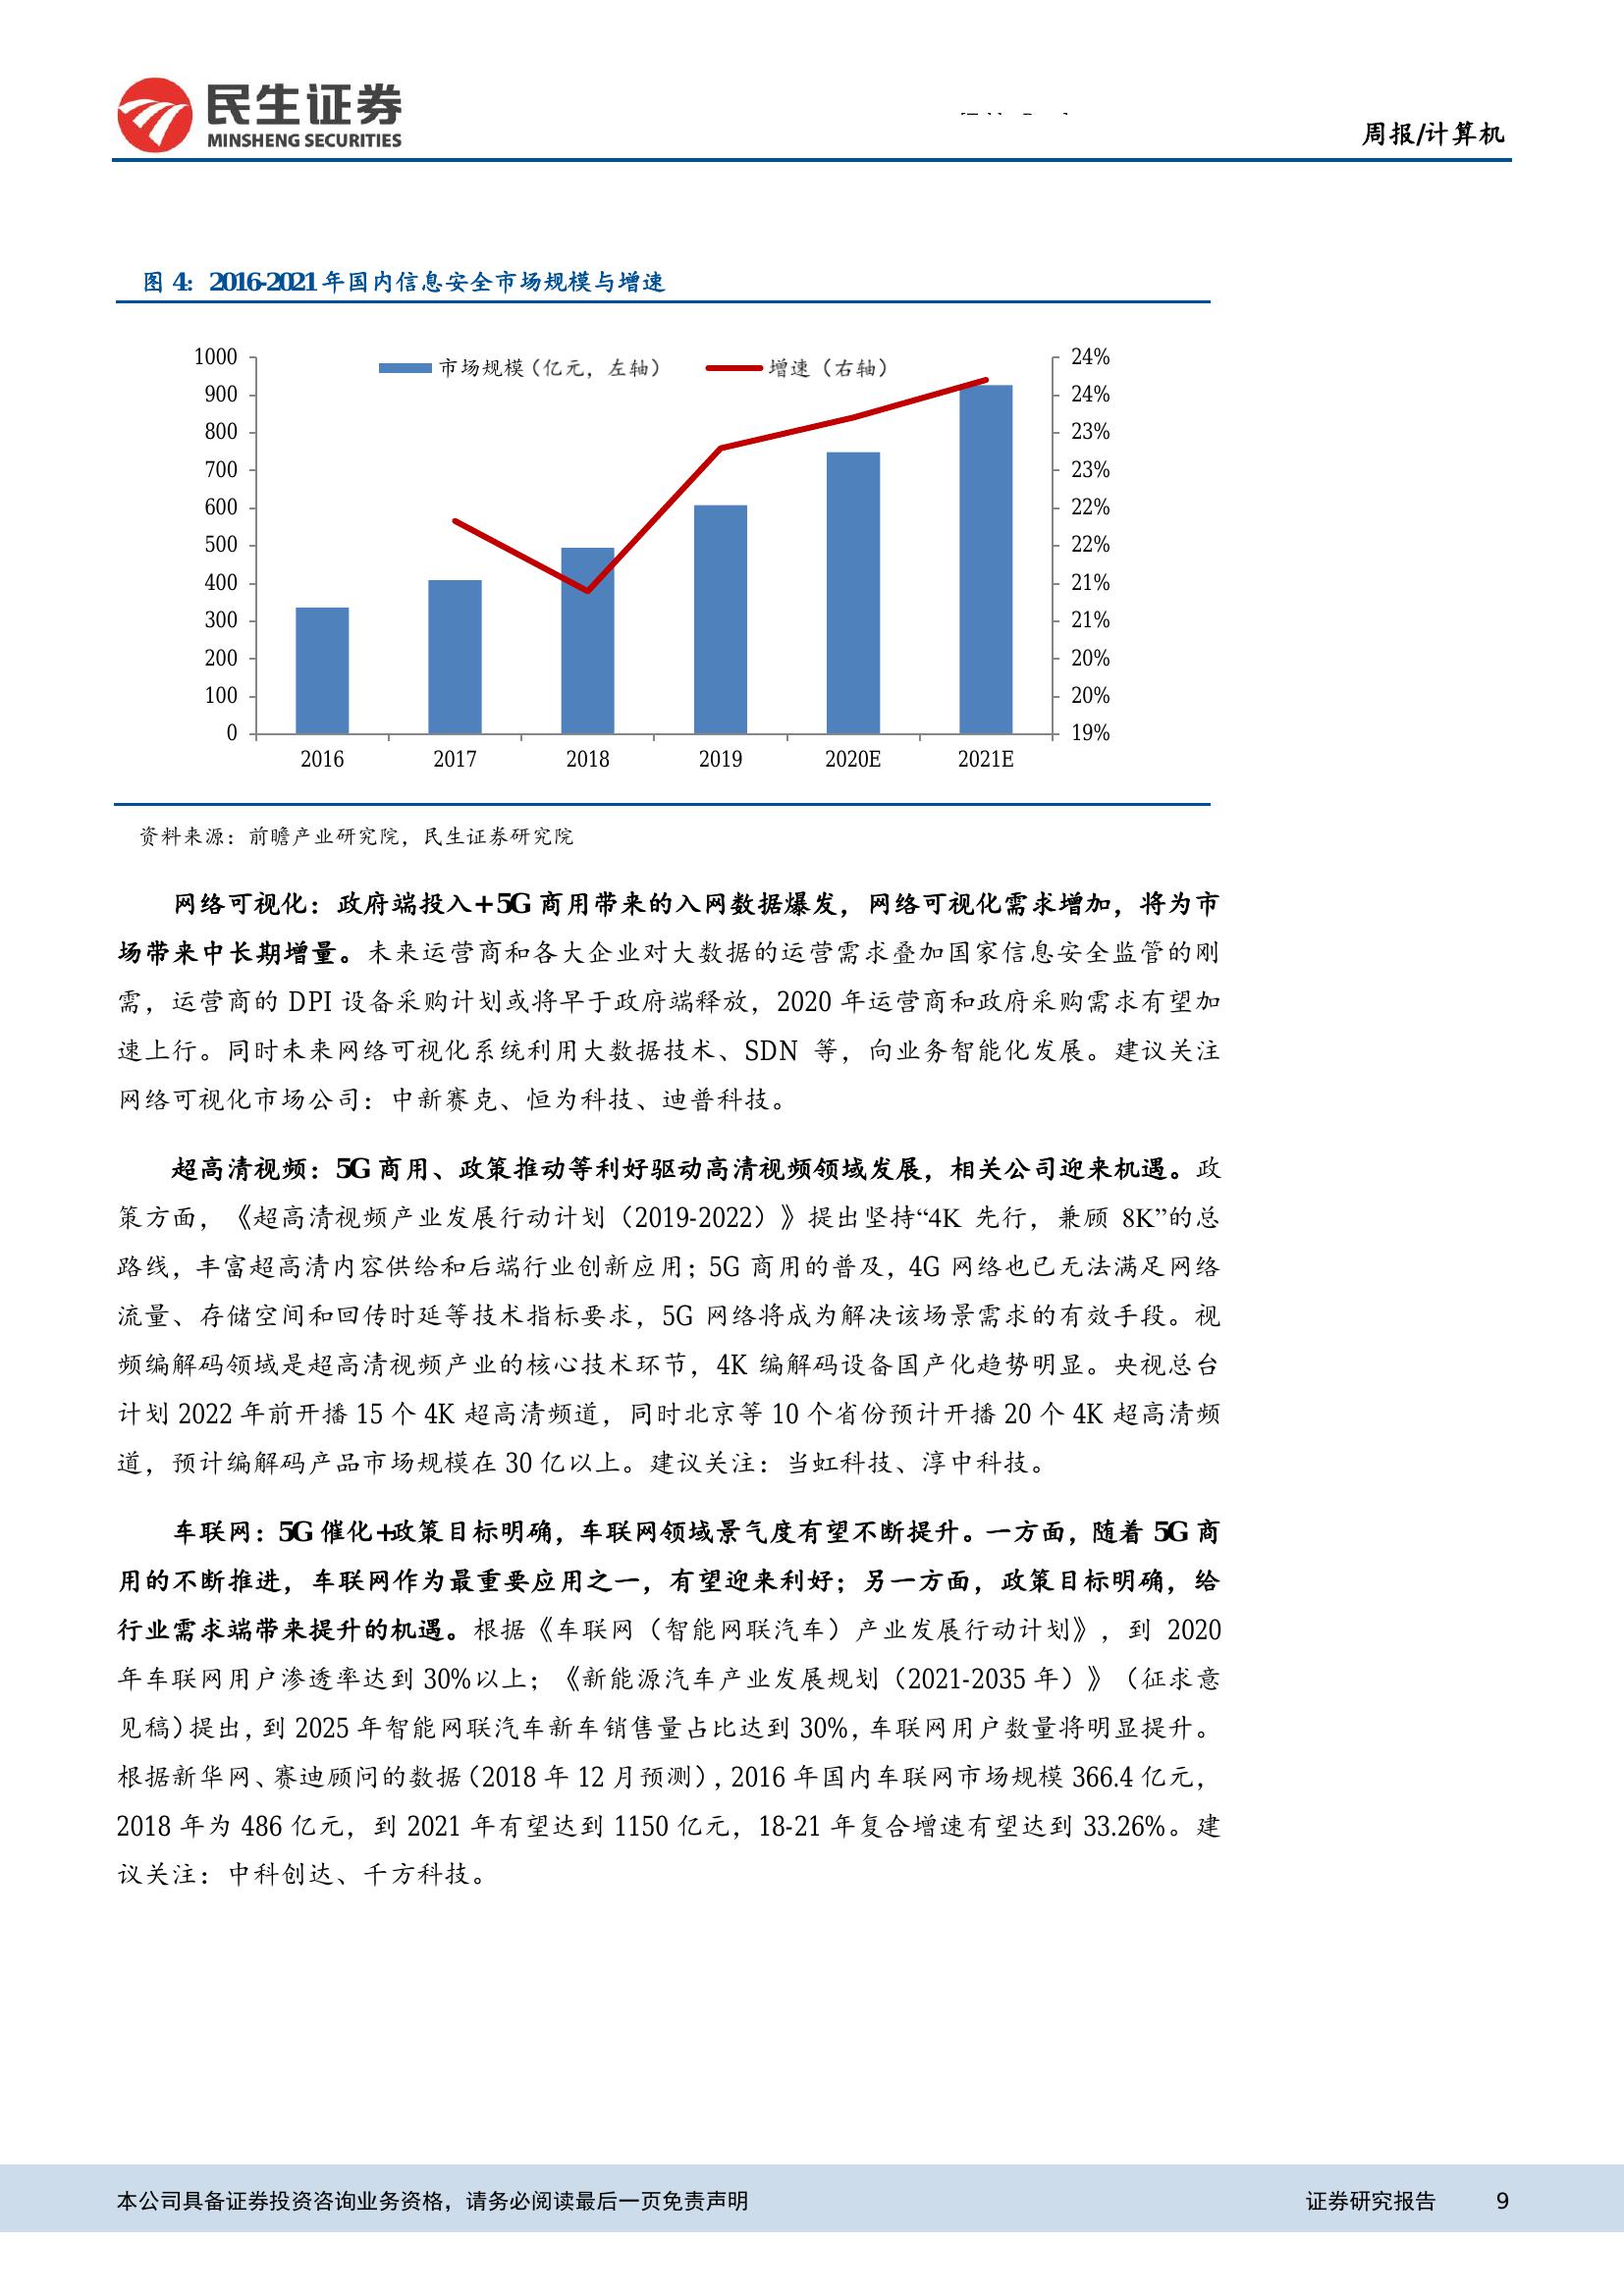 民生证券
MINSHENG SECURITIES
周报/计算机
图 4：2016-2021 年国内信息安全市场规模与增速
市场规模（亿元，左轴）
增速（右轴）
1000
900
800
700
600
500
400
300
200
100
0
24%
24%
23%
23%
22%
22%
21%
21%
20%
20%
19%
2016
2017
2018
2019
2020E
2021E
资料来源：前瞻产业研究院，民生证券研究院
网络可视化：政府端投入+5G 商用带来的入网数据爆发，网络可视化需求增加，将为市
场带来中长期增量。未来运营商和各大企业对大数据的运营需求叠加国家信息安全监管的刚
需，运营商的 DPI 设备采购计划或将早于政府端释放，2020 年运营商和政府采购需求有望加
速上行。同时未来网络可视化系统利用大数据技术、SDN 等，向业务智能化发展。建议关注
网络可视化市场公司：中新赛克、恒为科技、迪普科技。
超高清视频：5G 商用、政策推动等利好驱动高清视频领域发展，相关公司迎来机遇。政
策方面，《超高清视频产业发展行动计划（2019-2022）》提出坚持“4K 先行，兼顾 8K”的总
路线，丰富超高清内容供给和后端行业创新应用；5G 商用的普及，4G 网络也已无法满足网络
流量、存储空间和回传时延等技术指标要求，5G 网络将成为解决该场景需求的有效手段。视
频编解码领域是超高清视频产业的核心技术环节，4K 编解码设备国产化趋势明显。央视总台
计划 2022 年前开播 15 个 4K 超高清频道，同时北京等 10 个省份预计开播 20 个 4K 超高清频
道，预计编解码产品市场规模在 30 亿以上。建议关注：当虹科技、淳中科技。
车联网：5G 催化+政策目标明确，车联网领域景气度有望不断提升。一方面，随着 5G 商
用的不断推进，车联网作为最重要应用之一，有望迎来利好；另一方面，政策目标明确，给
行业需求端带来提升的机遇。根据《车联网（智能网联汽车）产业发展行动计划》，到 2020
年车联网用户渗透率达到 30%以上；《新能源汽车产业发展规划（2021-2035 年）》（征求意
见稿）提出，到 2025 年智能网联汽车新车销售量占比达到 30%，车联网用户数量将明显提升。
根据新华网、赛迪顾问的数据（2018 年 12 月预测），2016 年国内车联网市场规模 366.4 亿元，
2018 年为 486 亿元，到 2021 年有望达到 1150 亿元，18-21 年复合增速有望达到 33.26%。建
议关注：中科创达、千方科技。
本公司具备证券投资咨询业务资格，请务必阅读最后一页免责声明
证券研究报告 9